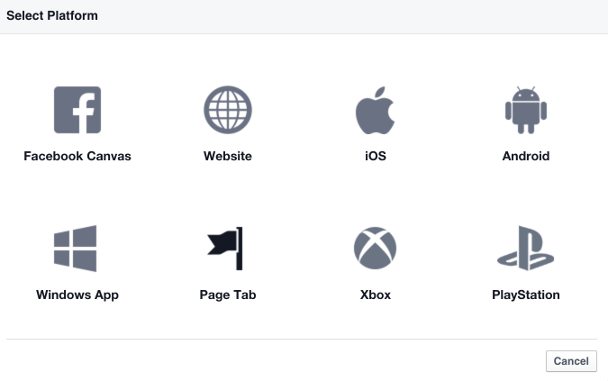 Select Platform
Facebook Canvas Website iOS Android
Windows App Page Tab Xbox PlayStation
Cancel